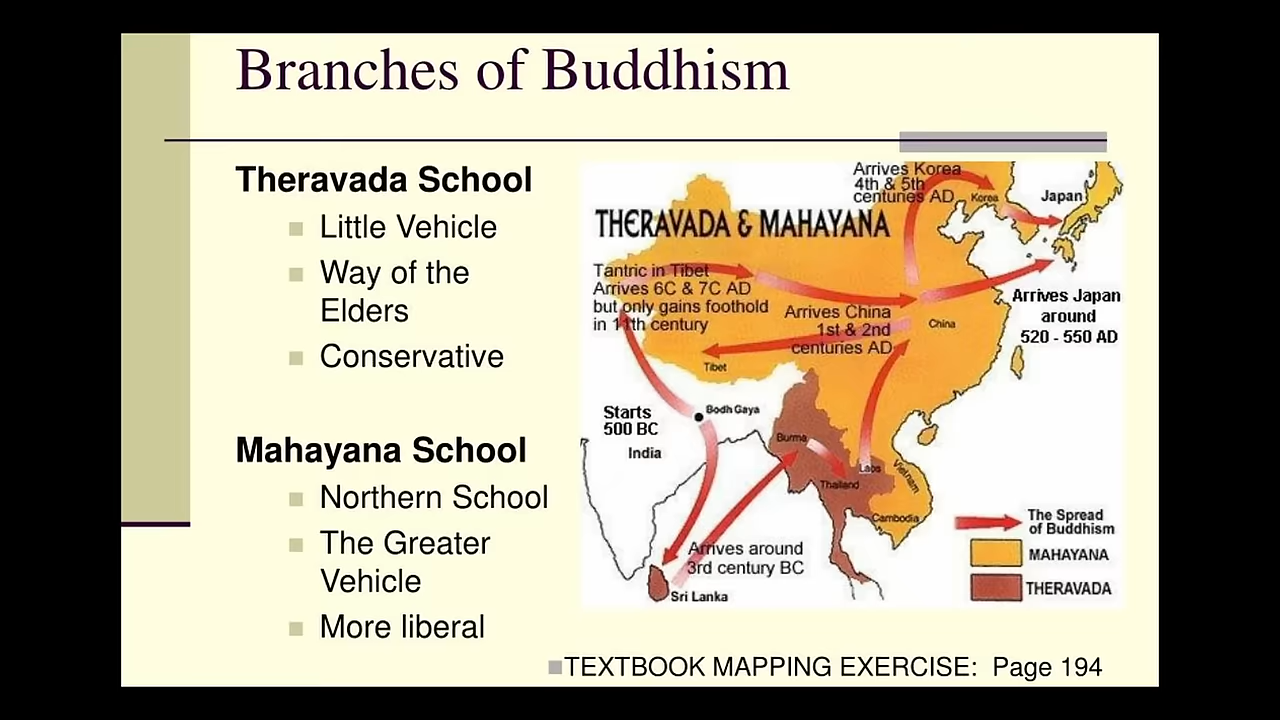 Branches of Buddhism
Theravada School
Little Vehicle
Way of the
Elders
Conservative
Mahayana School
Northern School
The Greater
Vehicle
More liberal
THERAVADA & MAHAYANA
Arrives Korea
4th & 5th
centuries AD
Korea
Japan
Tantric in Tibet
Arrives 6C & 7C AD
but only gains foothold
in 11th century
Arrives China
1st & 2nd
centuries AD
China
Arrives Japan
around
520 - 550 AD
Tibet
Starts
500 BC
Bodh Gaya
India
Burma
Laos
Thailand
Vietnam
Cambodia
Arrives around
3rd century BC
Sri Lanka
The Spread
of Buddhism
MAHAYANA
THERAVADA
TEXTBOOK MAPPING EXERCISE: Page 194